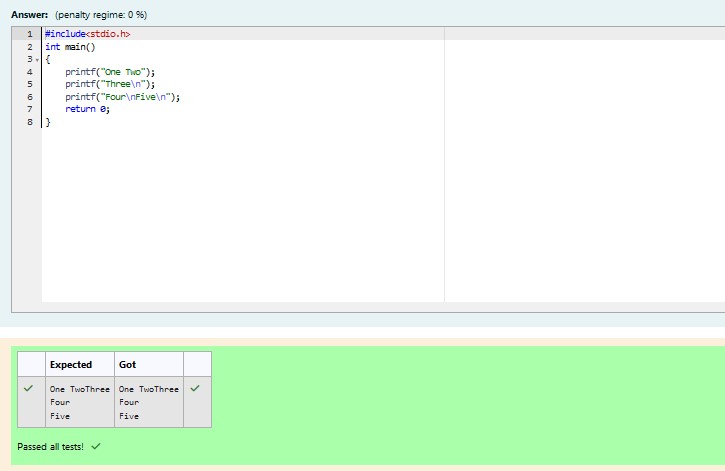 Answer: (penalty regime: 0 %)
1 #include<stdio.h>
2 int main()
3 {
4     printf("One Two");
5     printf("Three\n");
6     printf("Four\nFive\n");
7     return 0;
8 }
Expected Got
One TwoThree One TwoThree
Four Four
Five Five
Passed all tests!